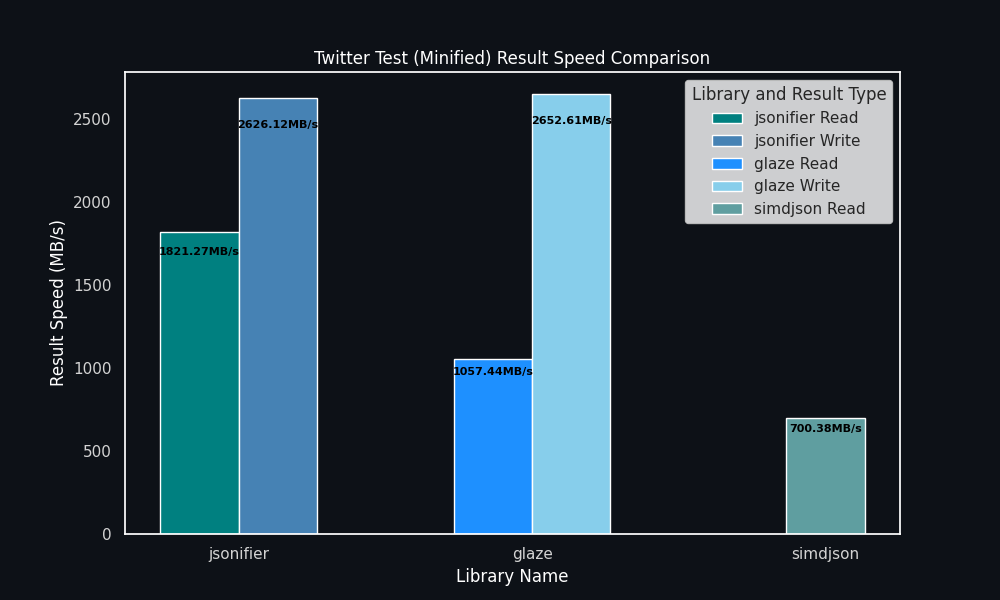 Twitter Test (Minified) Result Speed Comparison
Library and Result Type
jsonifier Read
jsonifier Write
glaze Read
glaze Write
simdjson Read
2500
2000
1500
1000
500
0
Result Speed (MB/s)
1821.27MB/s
2626.12MB/s
1057.44MB/s
2652.61MB/s
700.38MB/s
jsonifier
glaze
simdjson
Library Name